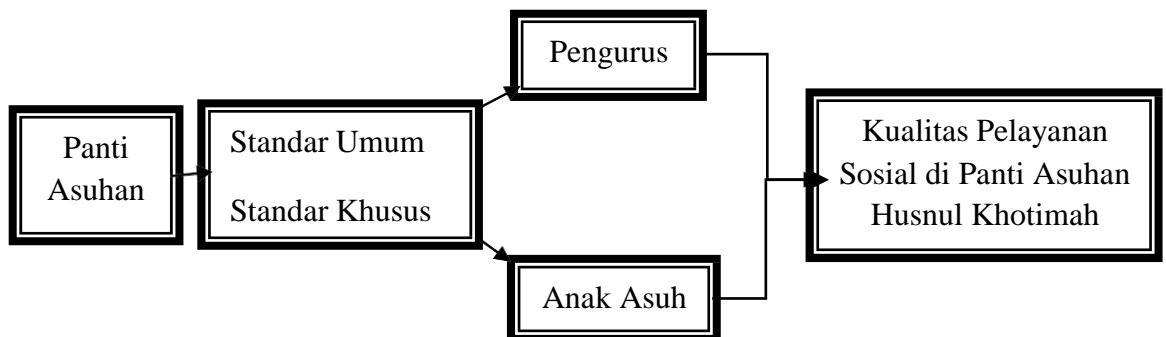 Panti
Asuhan
Standar Umum
Standar Khusus
Pengurus
Anak Asuh
Kualitas Pelayanan
Sosial di Panti Asuhan
Husnul Khotimah